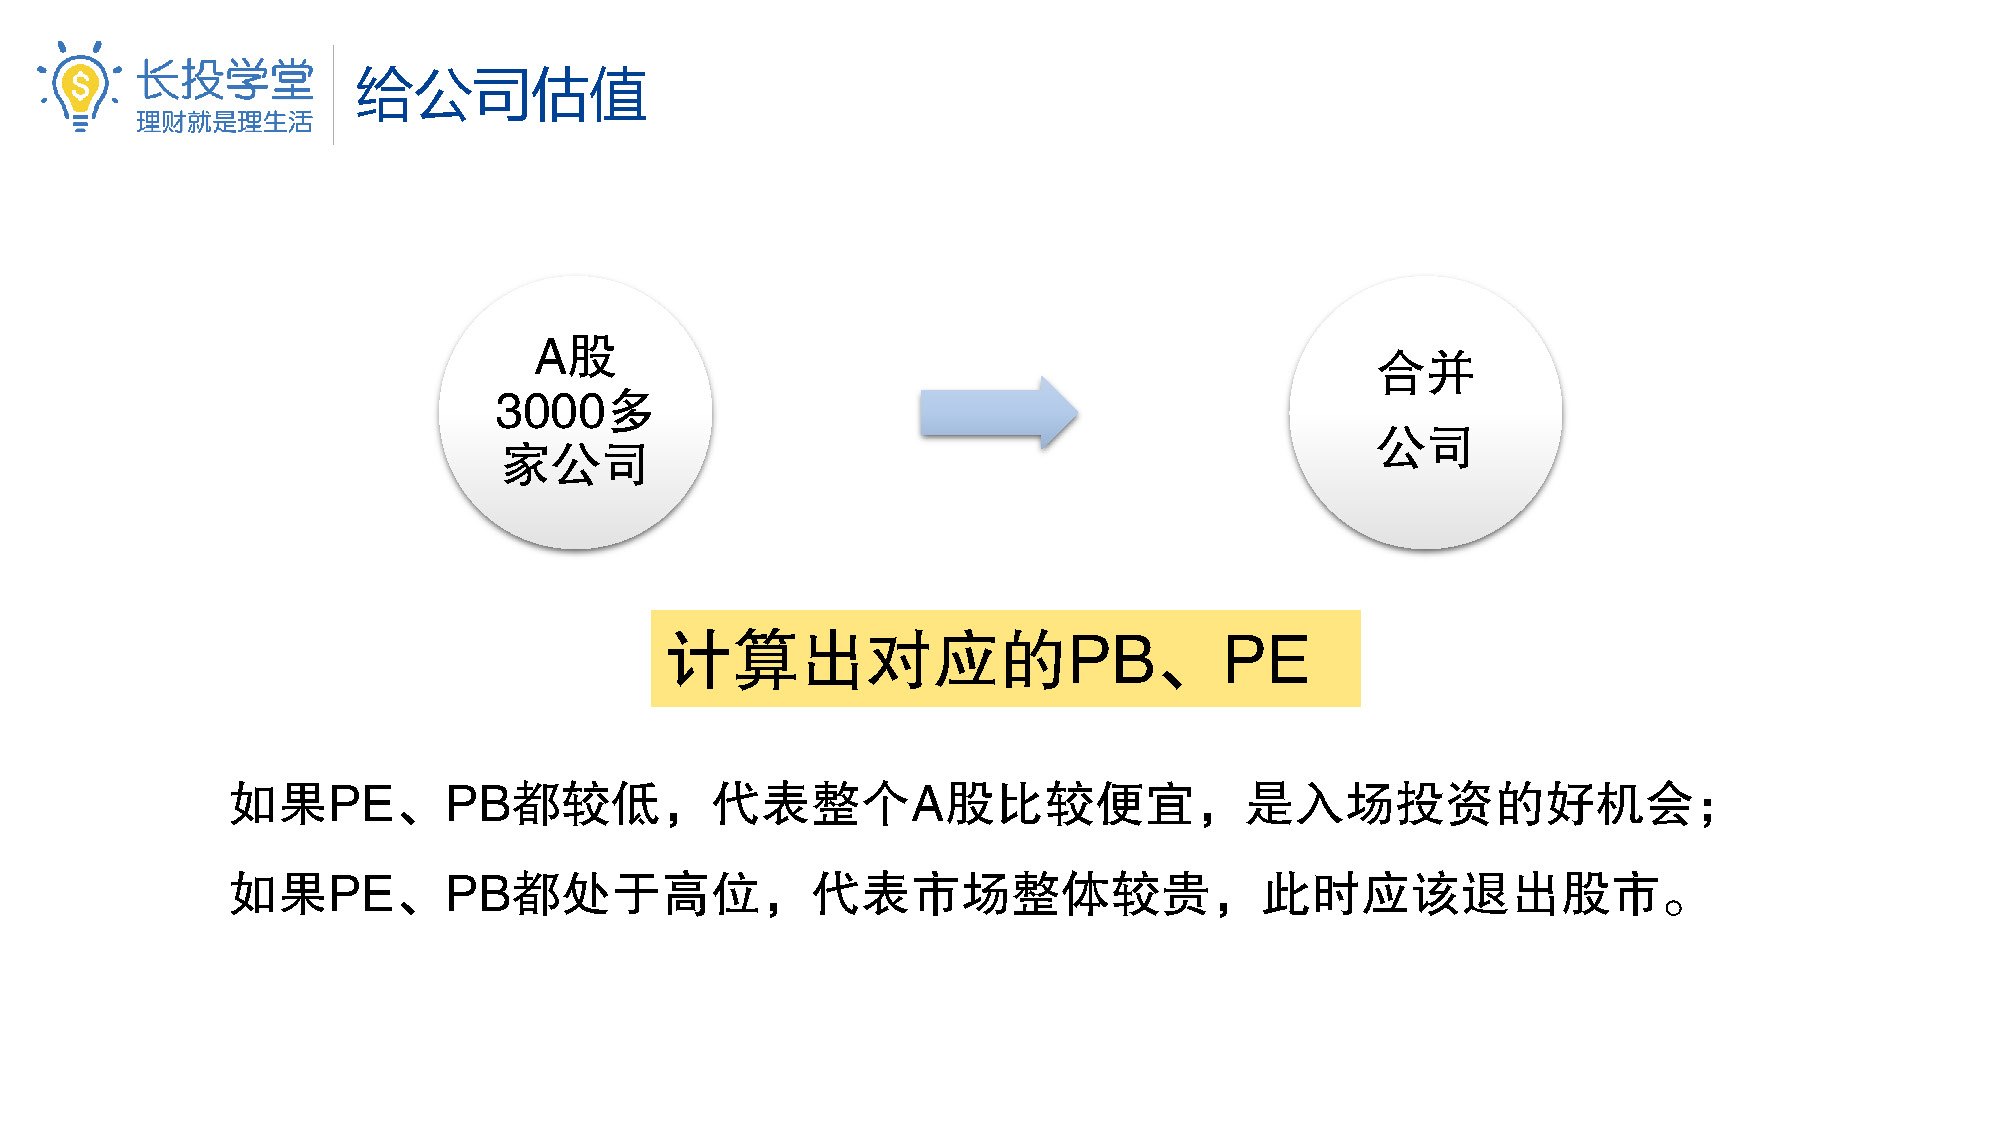 长投学堂
理财就是理生活
给公司估值
A股
3000多
家公司
合并
公司
计算出对应的PB、PE
如果PE、PB都较低，代表整个A股比较便宜，是入场投资的好机会；
如果PE、PB都处于高位，代表市场整体较贵，此时应该退出股市。